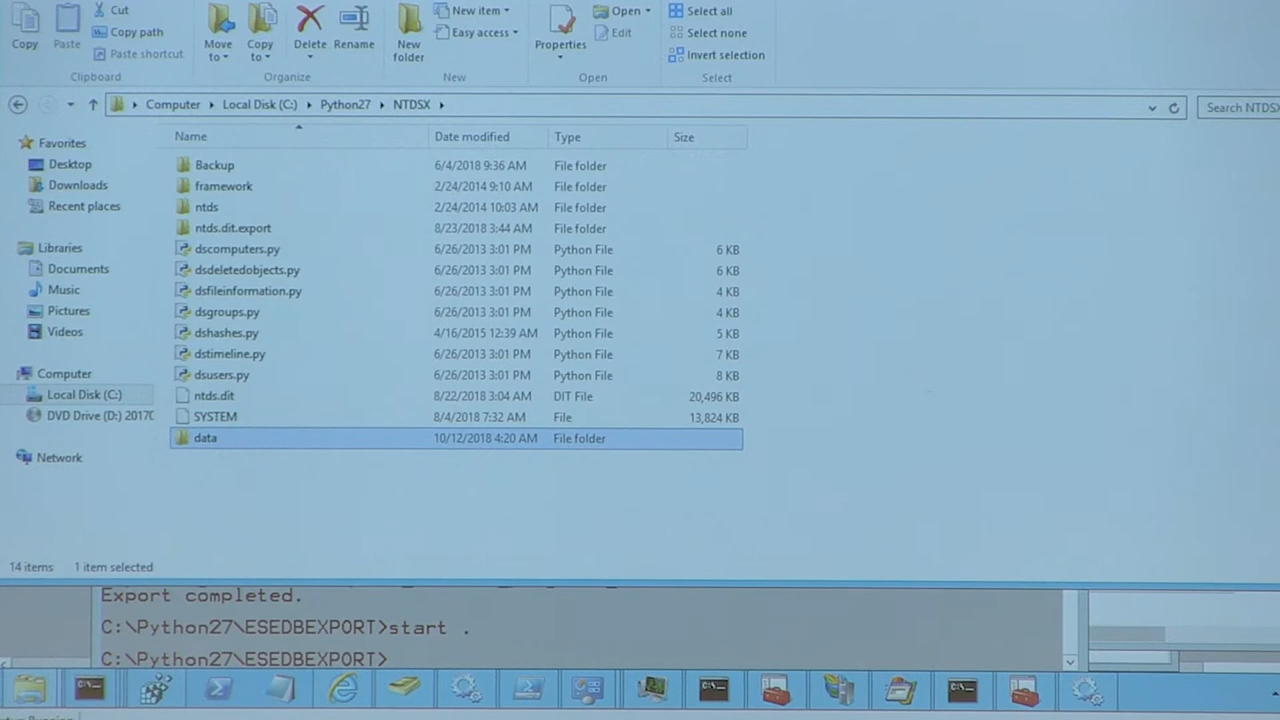 Cut
Copy path
Paste shortcut
Copy
Paste
Clipboard
Move to
Copy to
Delete
Rename
Organize
New folder
New item
Easy access
New
Properties
Open
Edit
Open
Select all
Select none
Invert selection
Select
Computer Local Disk (C:) Python27 NTDSX
Search NTDSX
Favorites
Desktop
Downloads
Recent places
Libraries
Documents
Music
Pictures
Videos
Computer
Local Disk (C:)
DVD Drive (D:) 2017
Network
Name Date modified Type Size
Backup 6/4/2018 9:36 AM File folder
framework 2/24/2014 9:10 AM File folder
ntds 2/24/2014 10:03 AM File folder
ntds.dit.export 8/23/2018 3:44 AM File folder
dscomputers.py 6/26/2013 3:01 PM Python File 6 KB
dsdeletedobjects.py 6/26/2013 3:01 PM Python File 6 KB
dsfileinformation.py 6/26/2013 3:01 PM Python File 4 KB
dsgroups.py 6/26/2013 3:01 PM Python File 4 KB
dshashes.py 4/16/2015 12:39 AM Python File 5 KB
dstimeline.py 6/26/2013 3:01 PM Python File 7 KB
dsusers.py 6/26/2013 3:01 PM Python File 8 KB
ntds.dit 8/22/2018 3:04 AM DIT File 20,496 KB
SYSTEM 8/4/2018 7:32 AM File 13,824 KB
data 10/12/2018 4:20 AM File folder
14 items 1 item selected
Export completed.
C:\Python27\ESEDBEXPORT>start .
C:\Python27\ESEDBEXPORT>